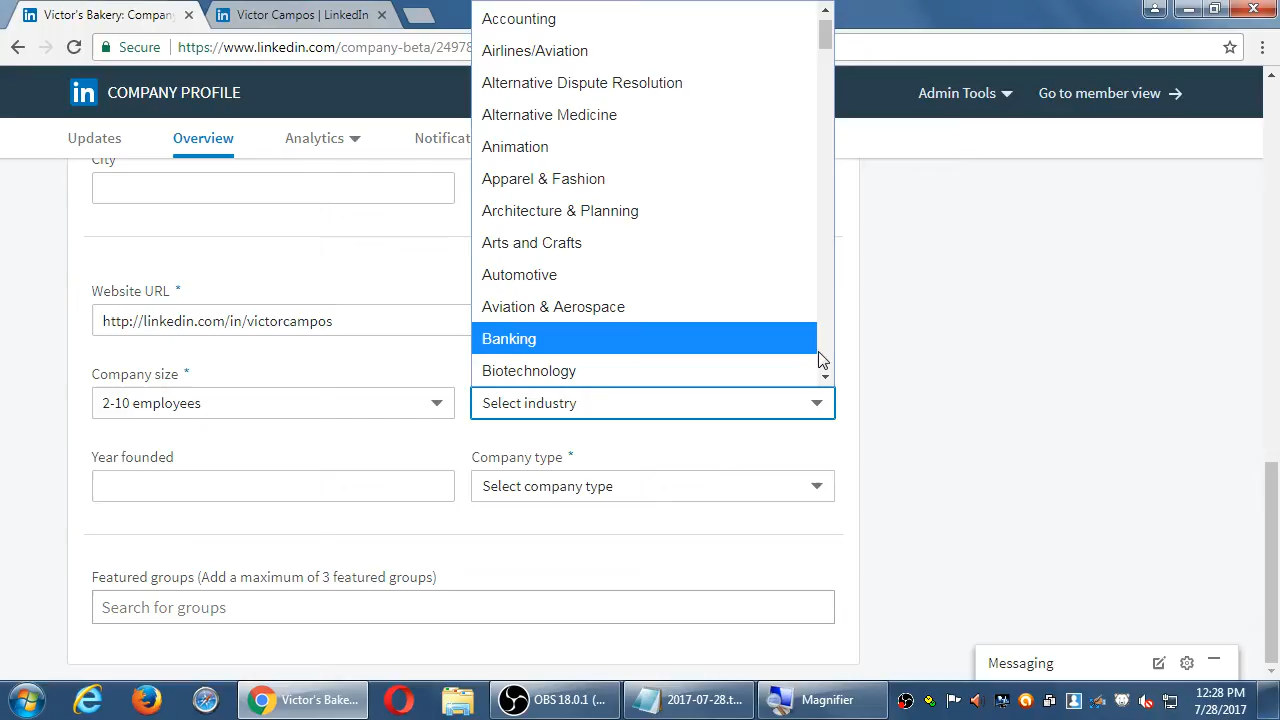 Victor's Bakery: Company
Victor Campos | LinkedIn
Secure
https://www.linkedin.com/company-beta/24978
in COMPANY PROFILE
Admin Tools
Go to member view
Updates
Overview
Analytics
Notificat
Accounting
Airlines/Aviation
Alternative Dispute Resolution
Alternative Medicine
Animation
Apparel & Fashion
Architecture & Planning
Arts and Crafts
Automotive
Aviation & Aerospace
Banking
Biotechnology
City
Website URL *
http://linkedin.com/in/victorcampos
Company size *
2-10 employees
Select industry
Year founded
Company type *
Select company type
Featured groups (Add a maximum of 3 featured groups)
Search for groups
Messaging
Victor's Bake...
OBS 18.0.1 (...
2017-07-28.t...
Magnifier
12:28 PM
7/28/2017